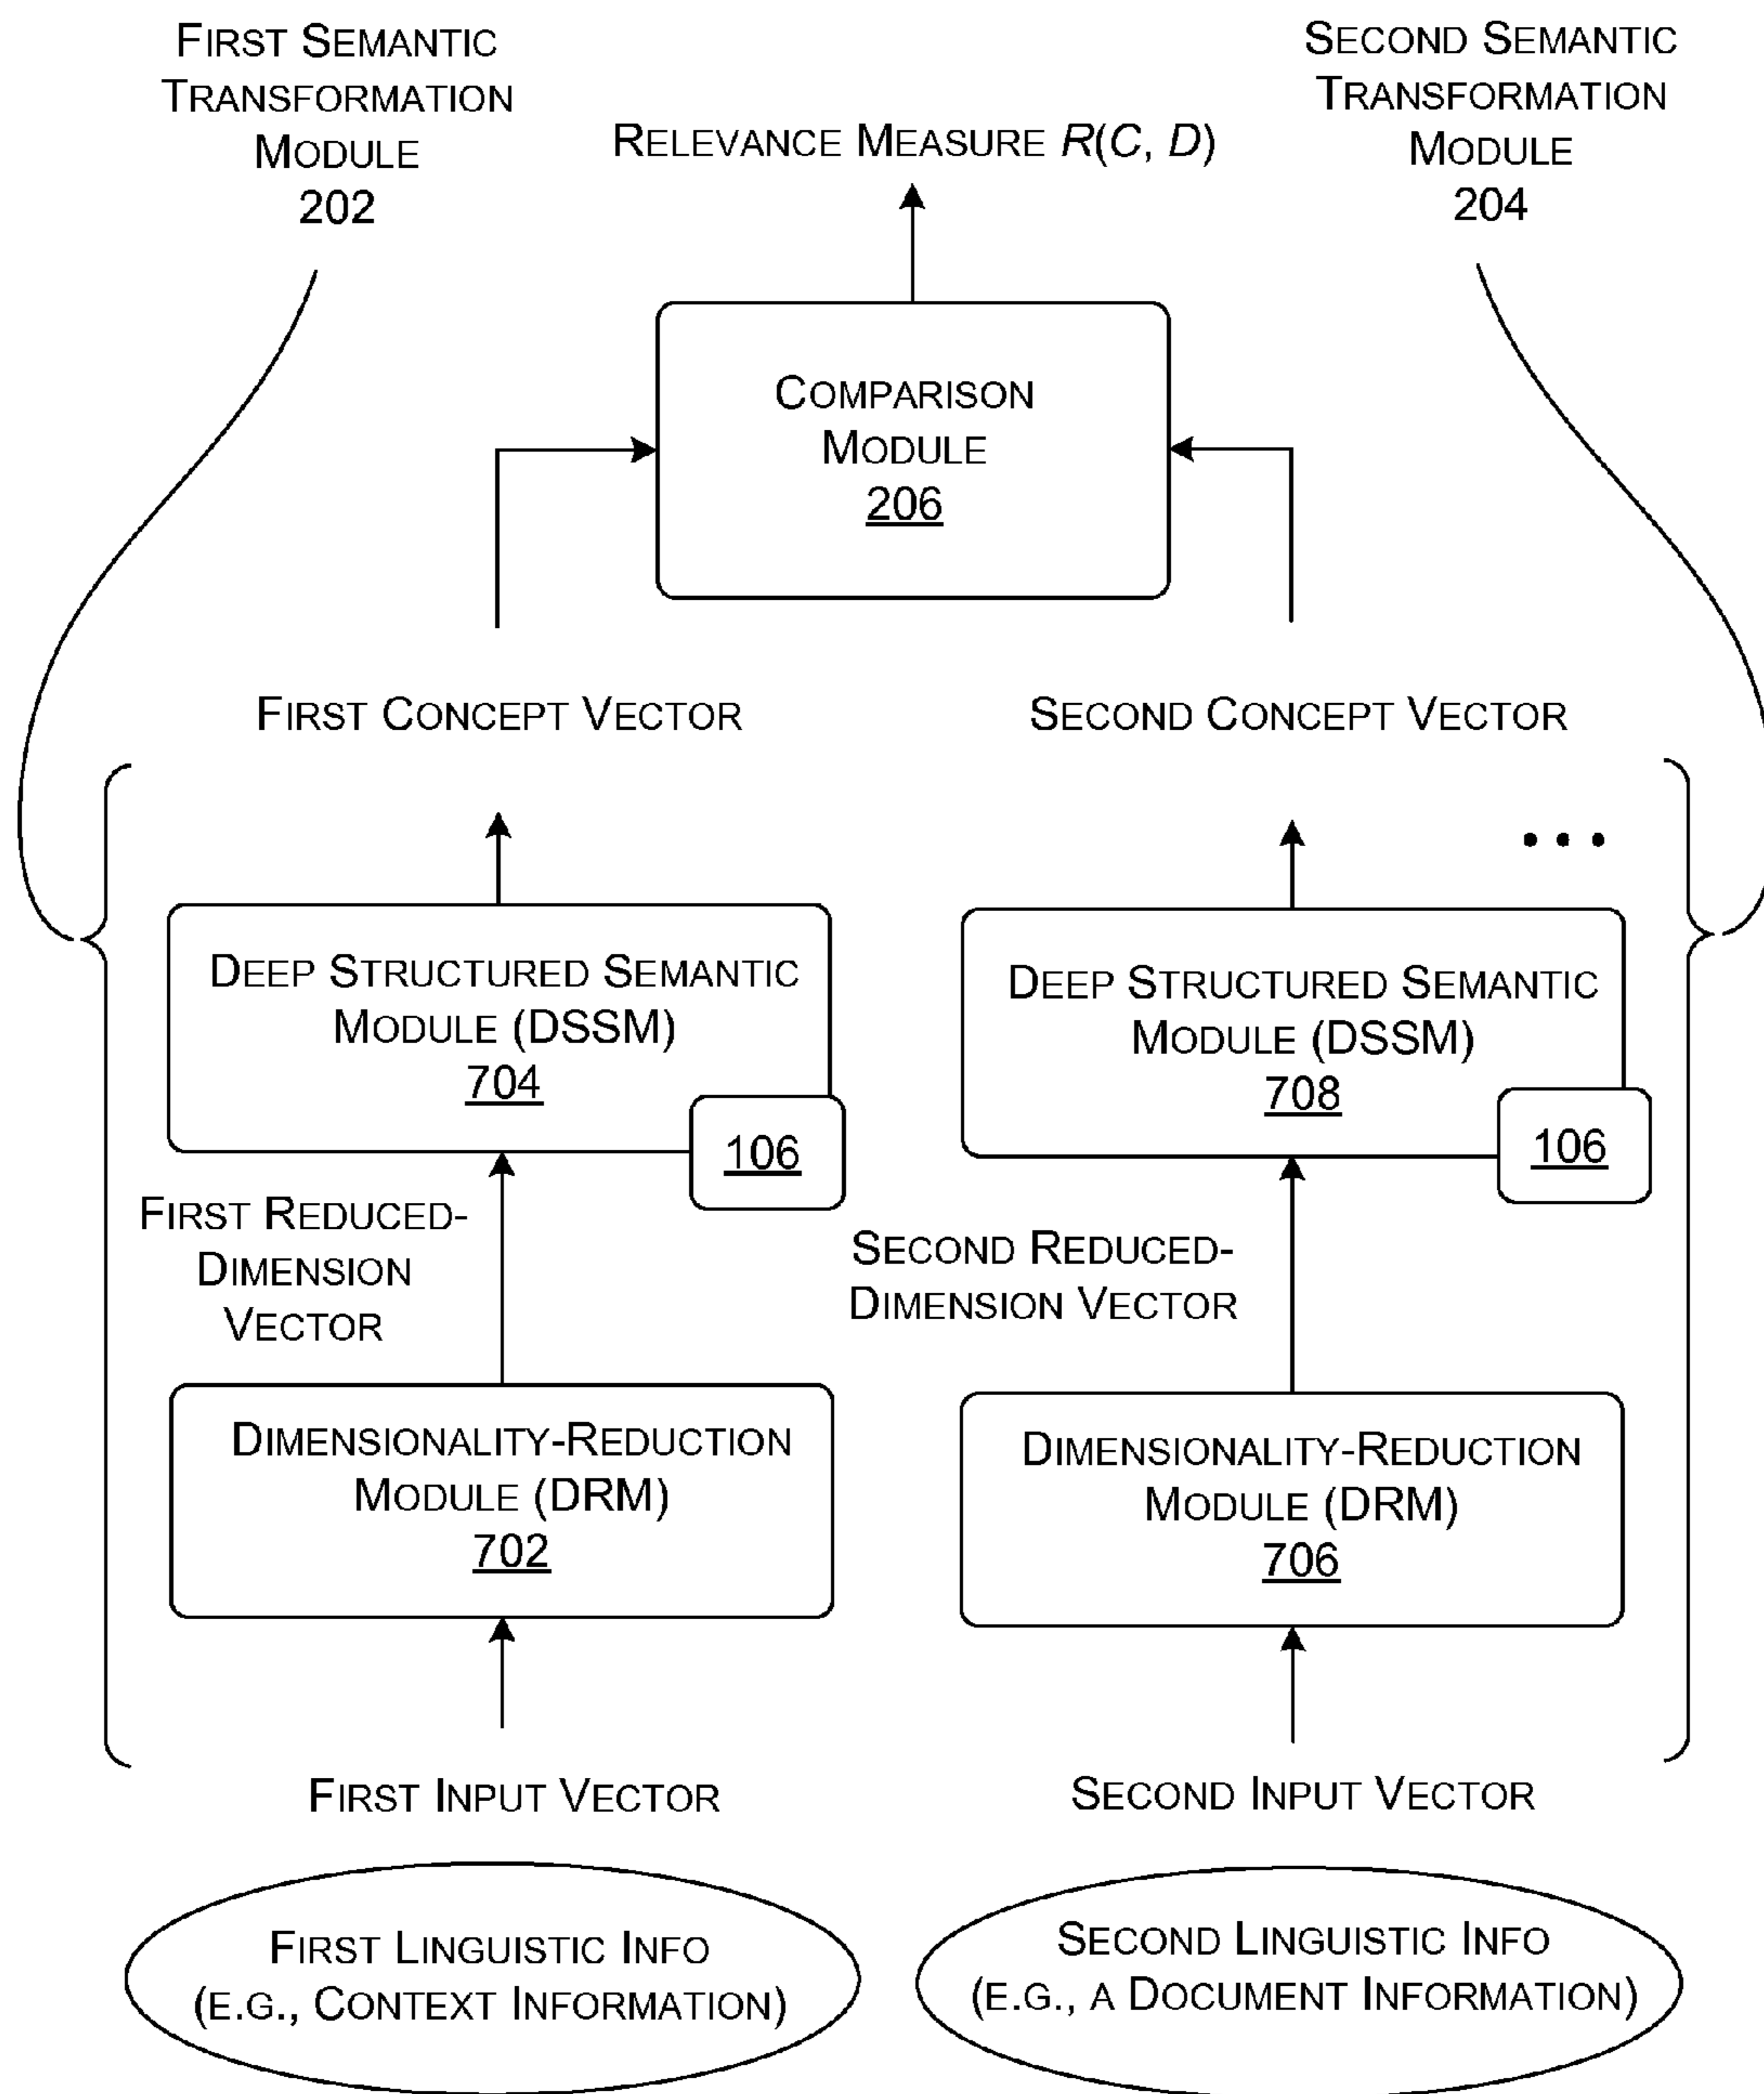 FIRST SEMANTIC
TRANSFORMATION
MODULE
202
SECOND SEMANTIC
TRANSFORMATION
MODULE
204
RELEVANCE MEASURE R(C, D)
COMPARISON
MODULE
206
FIRST CONCEPT VECTOR
SECOND CONCEPT VECTOR
DEEP STRUCTURED SEMANTIC
MODULE (DSSM)
704
106
DEEP STRUCTURED SEMANTIC
MODULE (DSSM)
708
106
FIRST REDUCED-
DIMENSION
VECTOR
SECOND REDUCED-
DIMENSION VECTOR
DIMENSIONALITY-REDUCTION
MODULE (DRM)
702
DIMENSIONALITY-REDUCTION
MODULE (DRM)
706
FIRST INPUT VECTOR
SECOND INPUT VECTOR
FIRST LINGUISTIC INFO
(E.G., CONTEXT INFORMATION)
SECOND LINGUISTIC INFO
(E.G., A DOCUMENT INFORMATION)